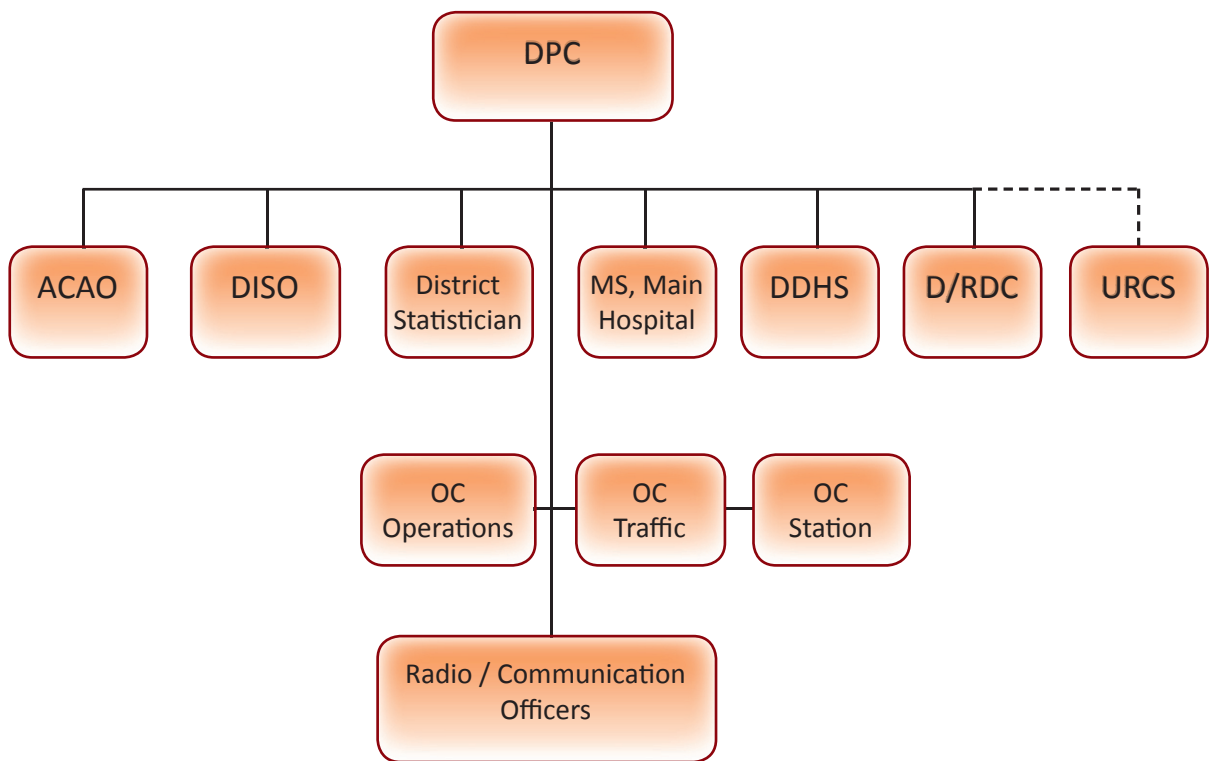 DPC
ACAO
DISO
District
Statistician
MS, Main
Hospital
DDHS
D/RDC
URCS
OC
Operations
OC
Traffic
OC
Station
Radio / Communication
Officers